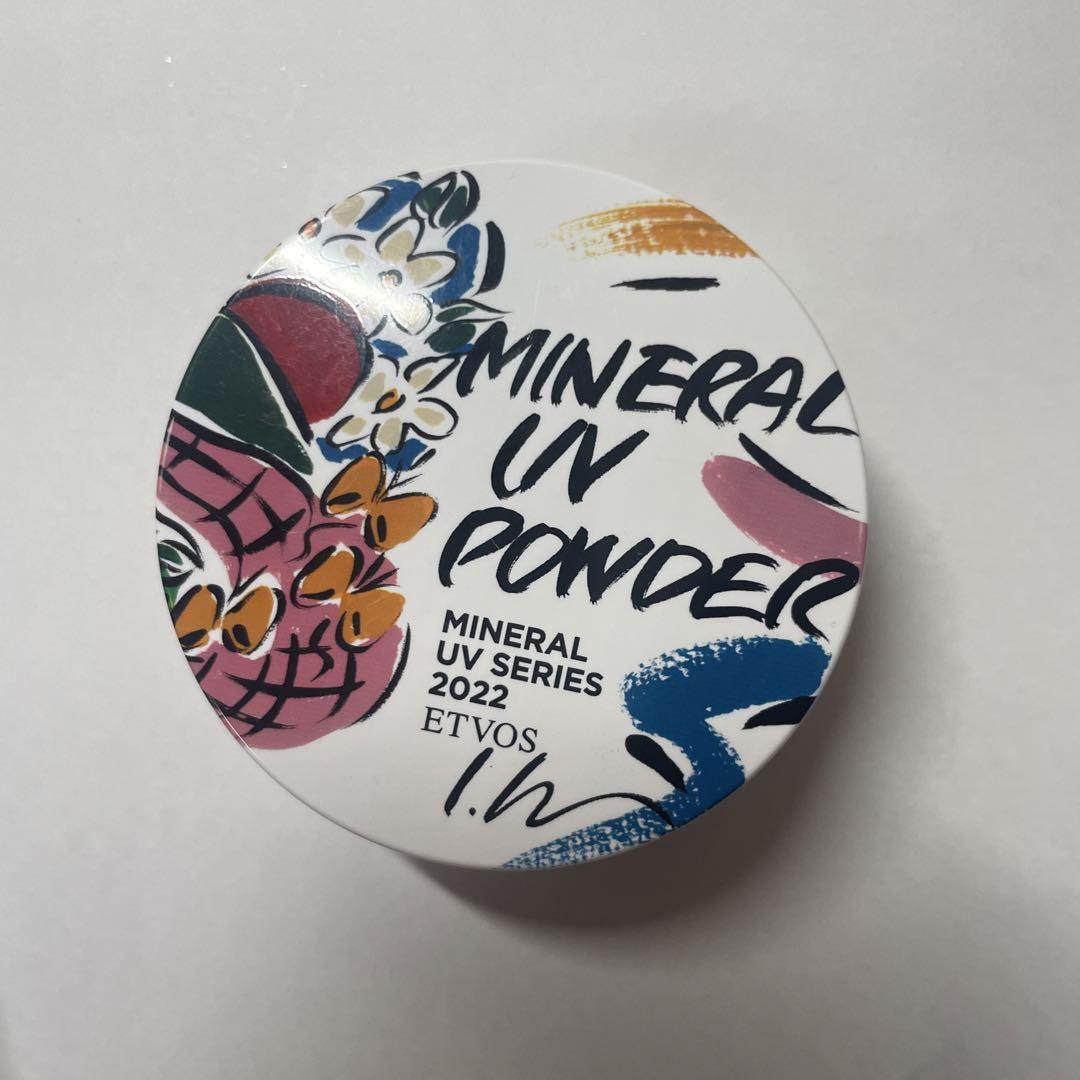 MINERAL
UV
POWDER
MINERAL
UV SERIES
2022
ETVOS